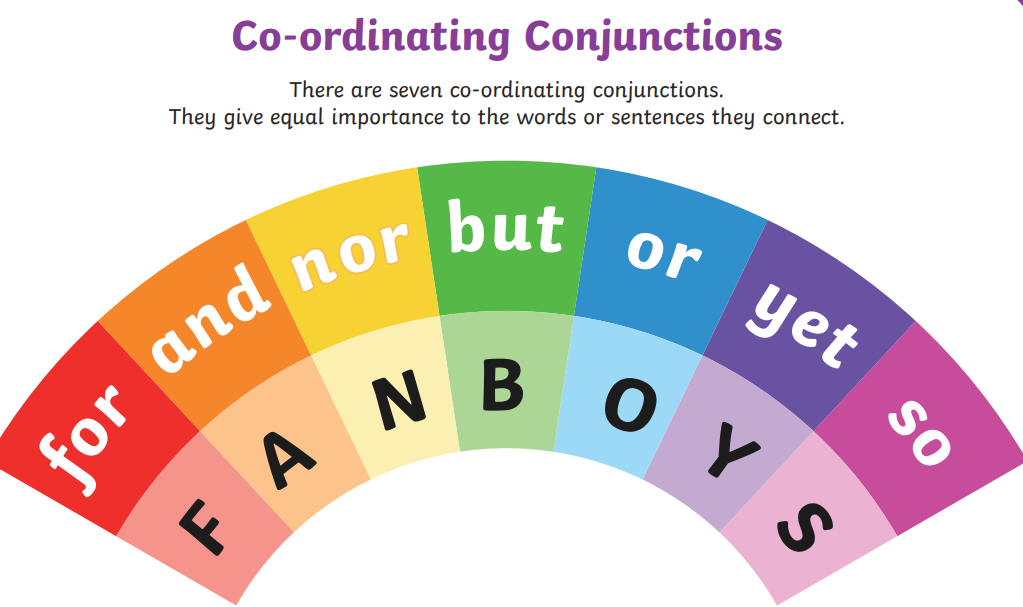 Co-ordinating Conjunctions
There are seven co-ordinating conjunctions.
They give equal importance to the words or sentences they connect.
for and nor but or yet so
F A N B O Y S